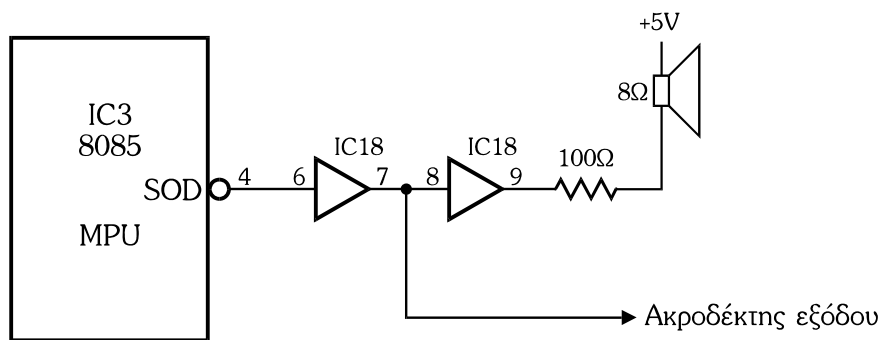 +5V
8Ω
IC3
8085
IC18
IC18
100Ω
SOD
4
6
7
8
9
MPU
Ακροδέκτης εξόδου